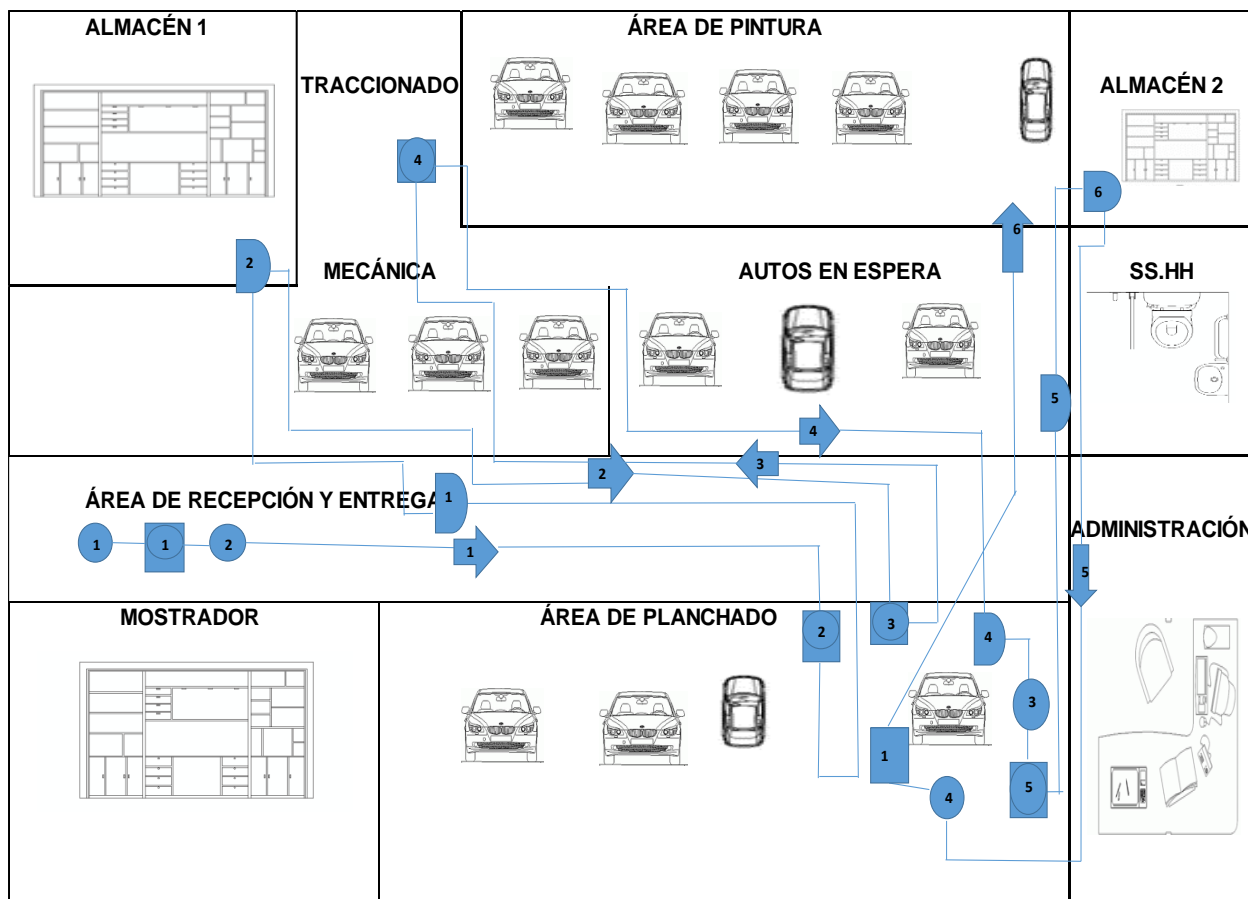 ALMACÉN 1
TRACCIONADO
ÁREA DE PINTURA
ALMACÉN 2
4
6
6
2
MECÁNICA
AUTOS EN ESPERA
SS.HH
5
4
2
3
1
ÁREA DE RECEPCIÓN Y ENTREGA
1
1
2
1
ADMINISTRACIÓN
5
MOSTRADOR
ÁREA DE PLANCHADO
2
3
4
3
1
4
5